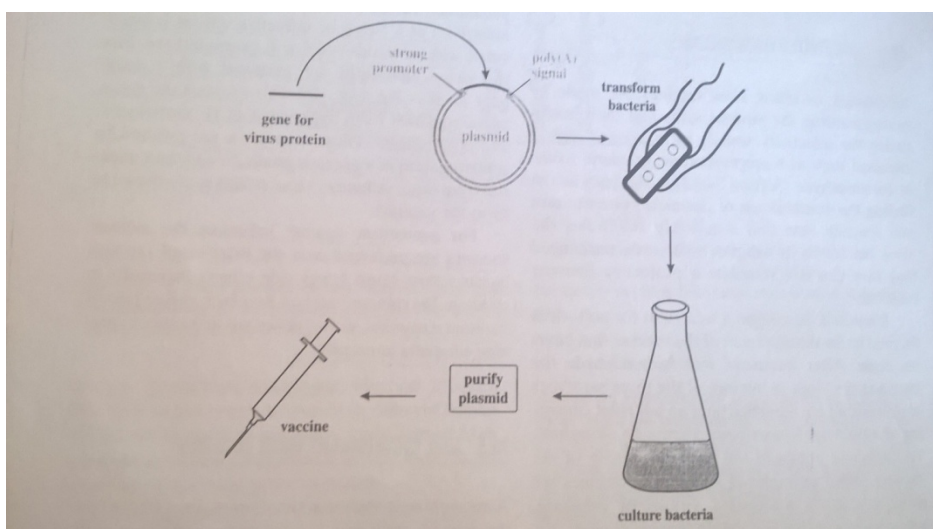 strong
promoter
poly(A)
signal
gene for
virus protein
plasmid
transform
bacteria
purify
plasmid
vaccine
culture bacteria